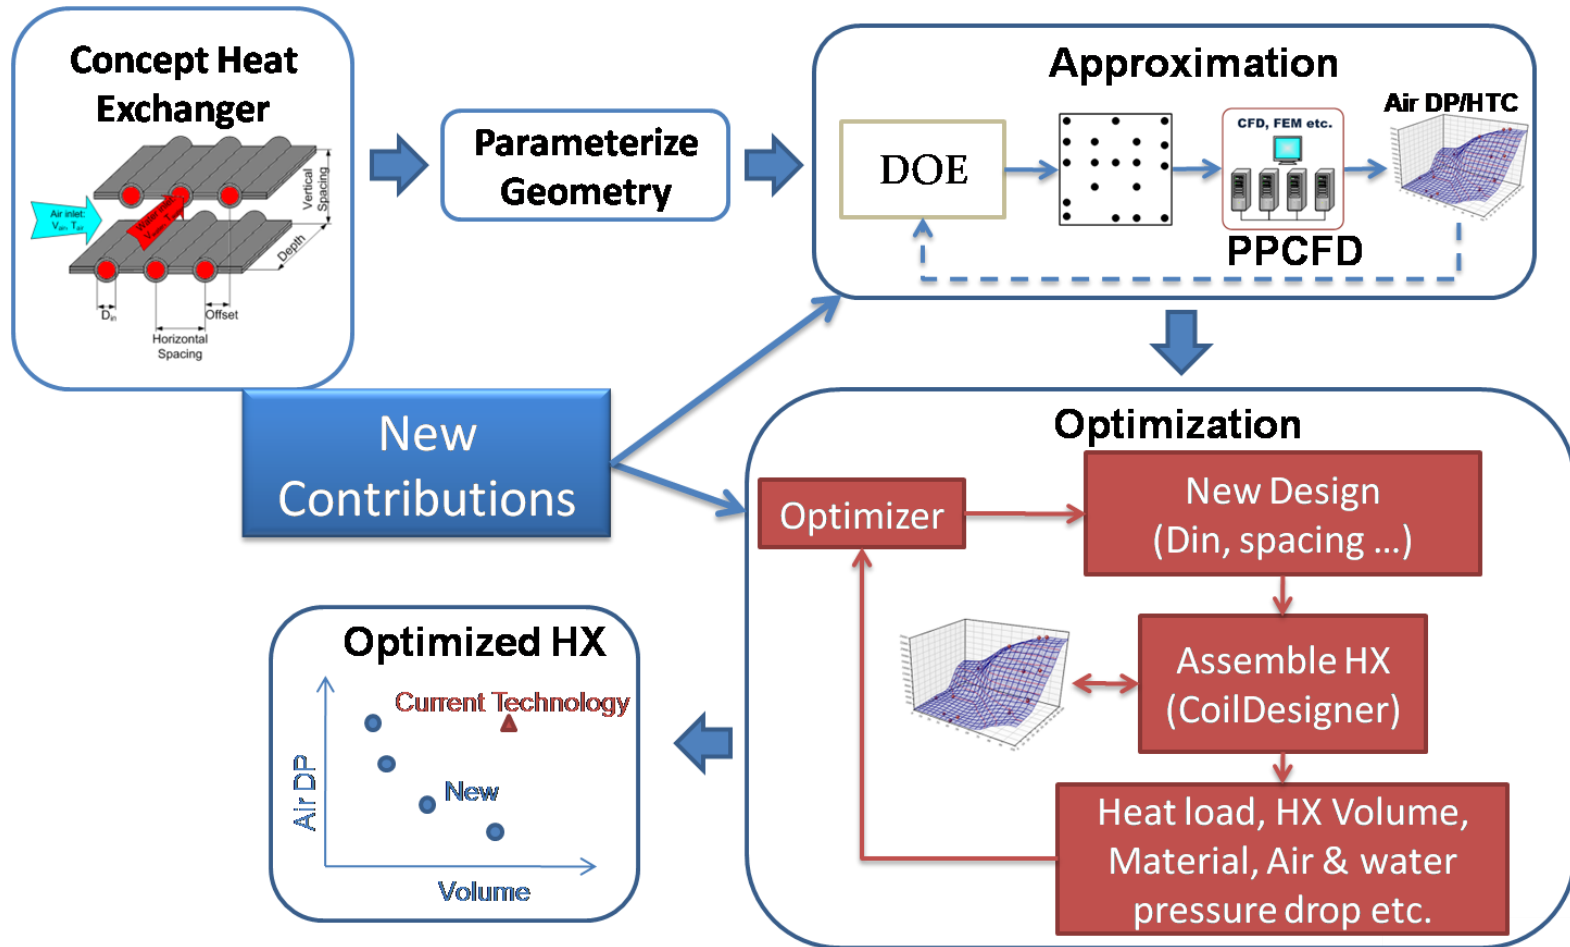 Concept Heat
Exchanger
Air inlet:
Vertical
Spacing
Depth
Din
Offset
Horizontal
Spacing
Parameterize
Geometry
Approximation
DOE
CFD, FEM etc.
PPCFD
Air DP/HTC
New
Contributions
Optimization
Optimizer
New Design
(Din, spacing ...)
Assemble HX
(CoilDesigner)
Heat load, HX Volume,
Material, Air & water
pressure drop etc.
Optimized HX
Current Technology
New
Air DP
Volume